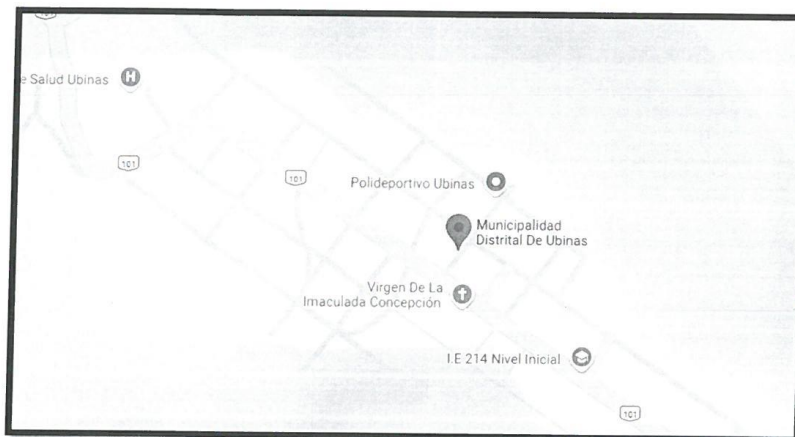 e Salud Ubinas
H
101
101
Polideportivo Ubinas
Municipalidad
Distrital De Ubinas
Virgen De La
Imaculada Concepción
I.E 214 Nivel Inicial
101